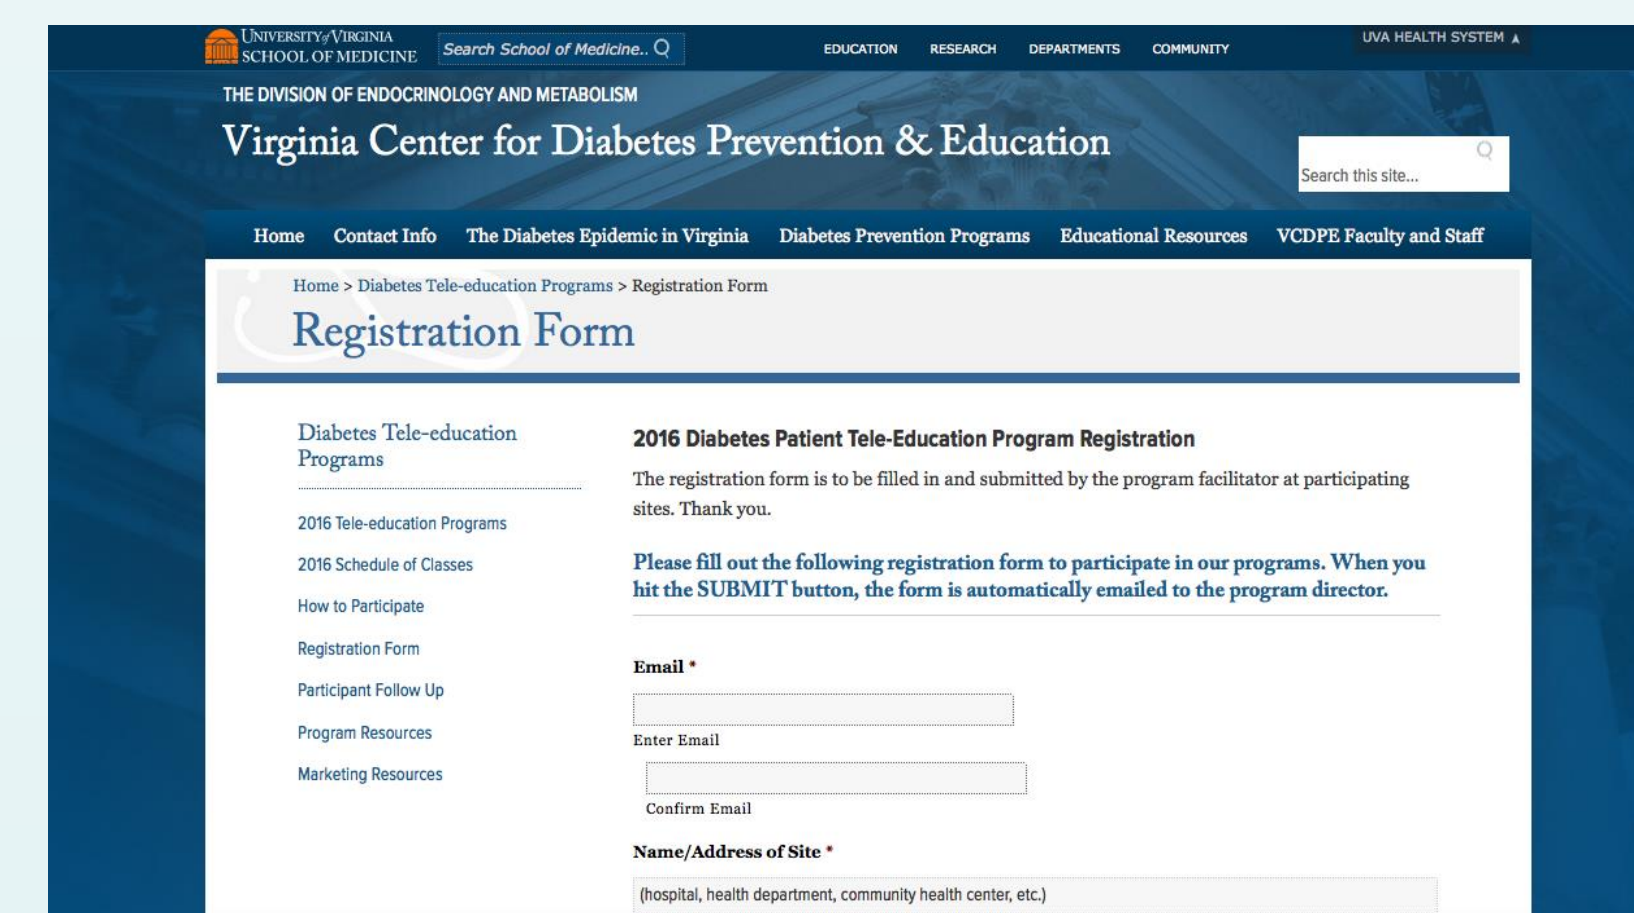 UNIVERSITY of VIRGINIA
SCHOOL OF MEDICINE
Search School of Medicine..
EDUCATION RESEARCH DEPARTMENTS COMMUNITY
UVA HEALTH SYSTEM ▲
THE DIVISION OF ENDOCRINOLOGY AND METABOLISM
Virginia Center for Diabetes Prevention & Education
Search this site...
Home Contact Info The Diabetes Epidemic in Virginia Diabetes Prevention Programs Educational Resources VCDPE Faculty and Staff
Home > Diabetes Tele-education Programs > Registration Form
Registration Form
Diabetes Tele-education
Programs
2016 Tele-education Programs
2016 Schedule of Classes
How to Participate
Registration Form
Participant Follow Up
Program Resources
Marketing Resources
2016 Diabetes Patient Tele-Education Program Registration
The registration form is to be filled in and submitted by the program facilitator at participating
sites. Thank you.
Please fill out the following registration form to participate in our programs. When you
hit the SUBMIT button, the form is automatically emailed to the program director.
Email *
Enter Email
Confirm Email
Name/Address of Site *
(hospital, health department, community health center, etc.)